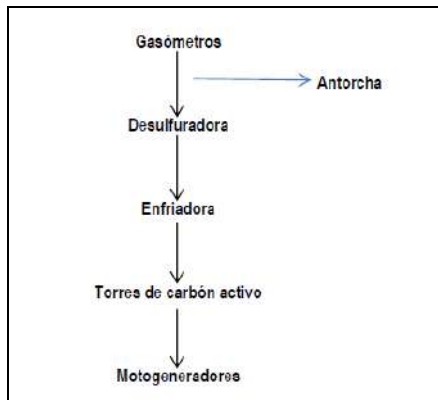 Gasómetros
Antorcha
Desulfuradora
Enfriadora
Torres de carbón activo
Motogeneradores